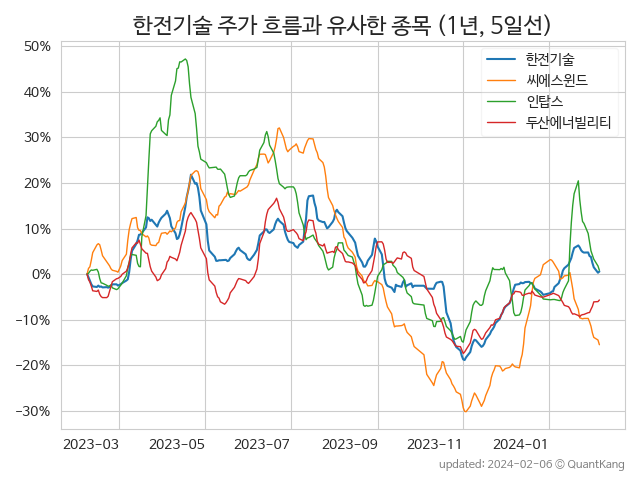 한전기술 주가 흐름과 유사한 종목 (1년, 5일선)
50%
40%
30%
20%
10%
0%
−10%
−20%
−30%
한전기술
씨에스윈드
인탑스
두산에너빌리티
2023-03 2023-05 2023-07 2023-09 2023-11 2024-01
updated: 2024-02-06 © QuantKang